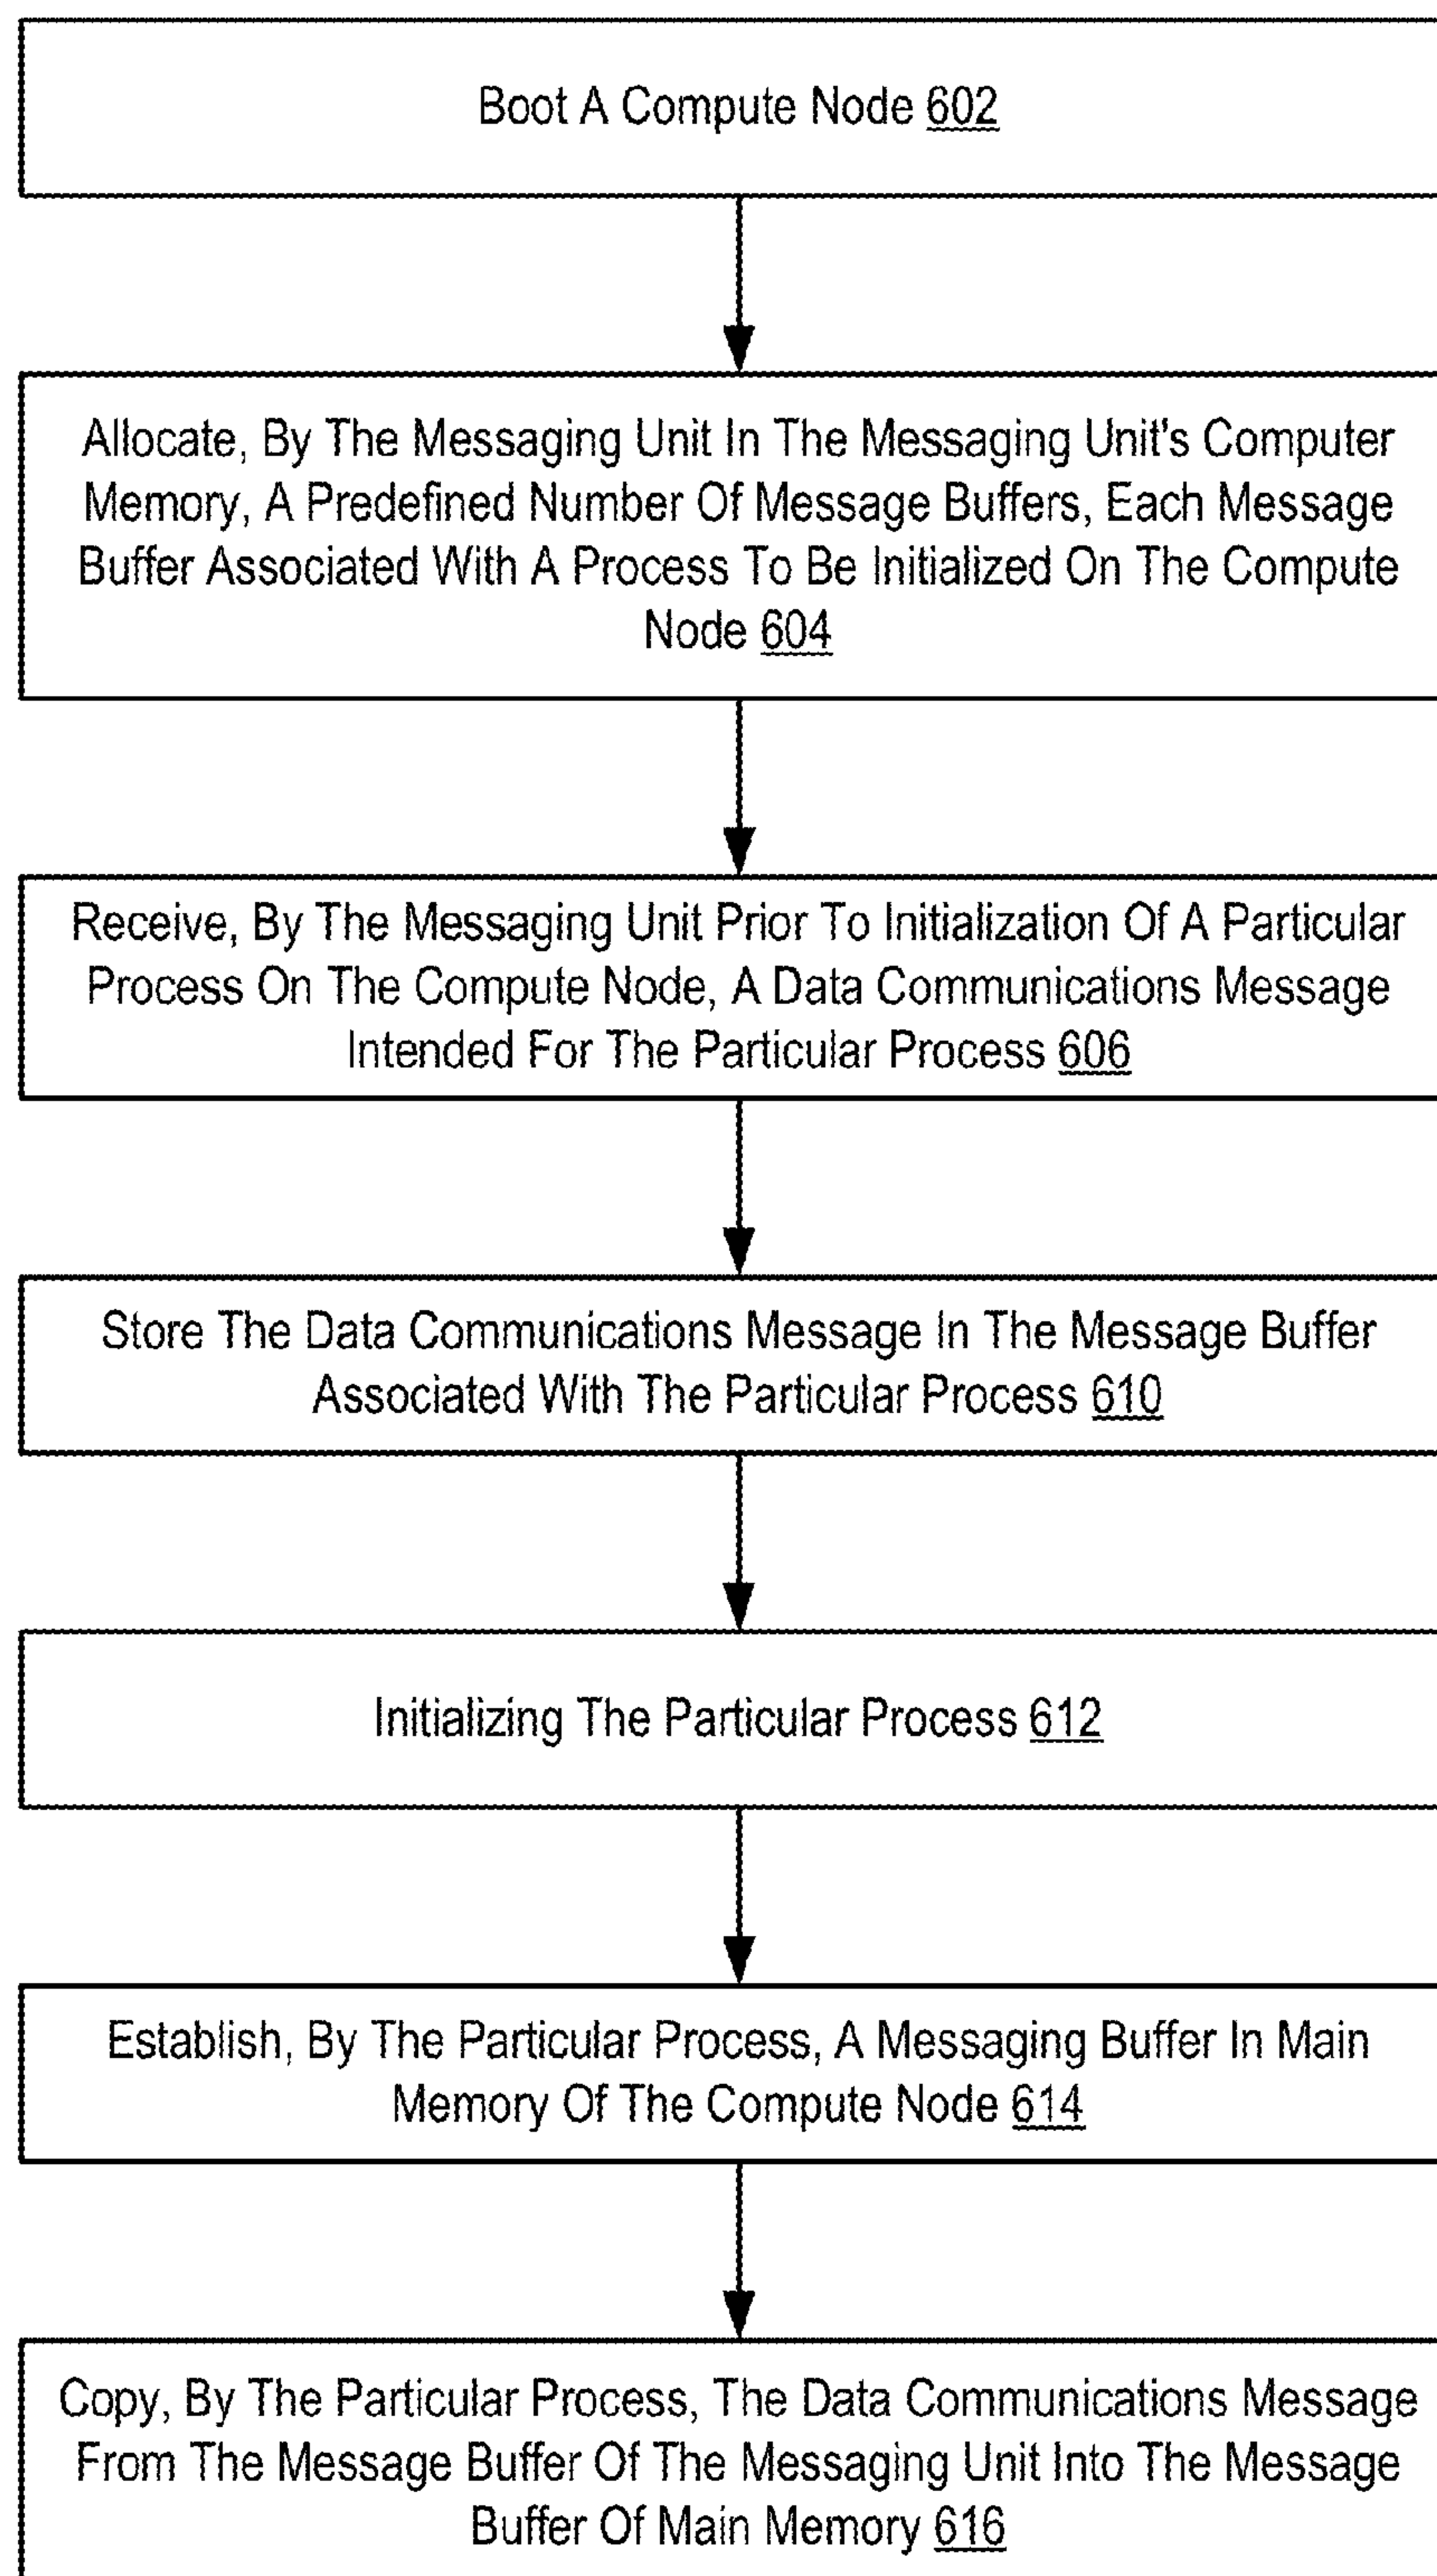 Boot A Compute Node 602
Allocate, By The Messaging Unit In The Messaging Unit's Computer
Memory, A Predefined Number Of Message Buffers, Each Message
Buffer Associated With A Process To Be Initialized On The Compute
Node 604
Receive, By The Messaging Unit Prior To Initialization Of A Particular
Process On The Compute Node, A Data Communications Message
Intended For The Particular Process 606
Store The Data Communications Message In The Message Buffer
Associated With The Particular Process 610
Initializing The Particular Process 612
Establish, By The Particular Process, A Messaging Buffer In Main
Memory Of The Compute Node 614
Copy, By The Particular Process, The Data Communications Message
From The Message Buffer Of The Messaging Unit Into The Message
Buffer Of Main Memory 616